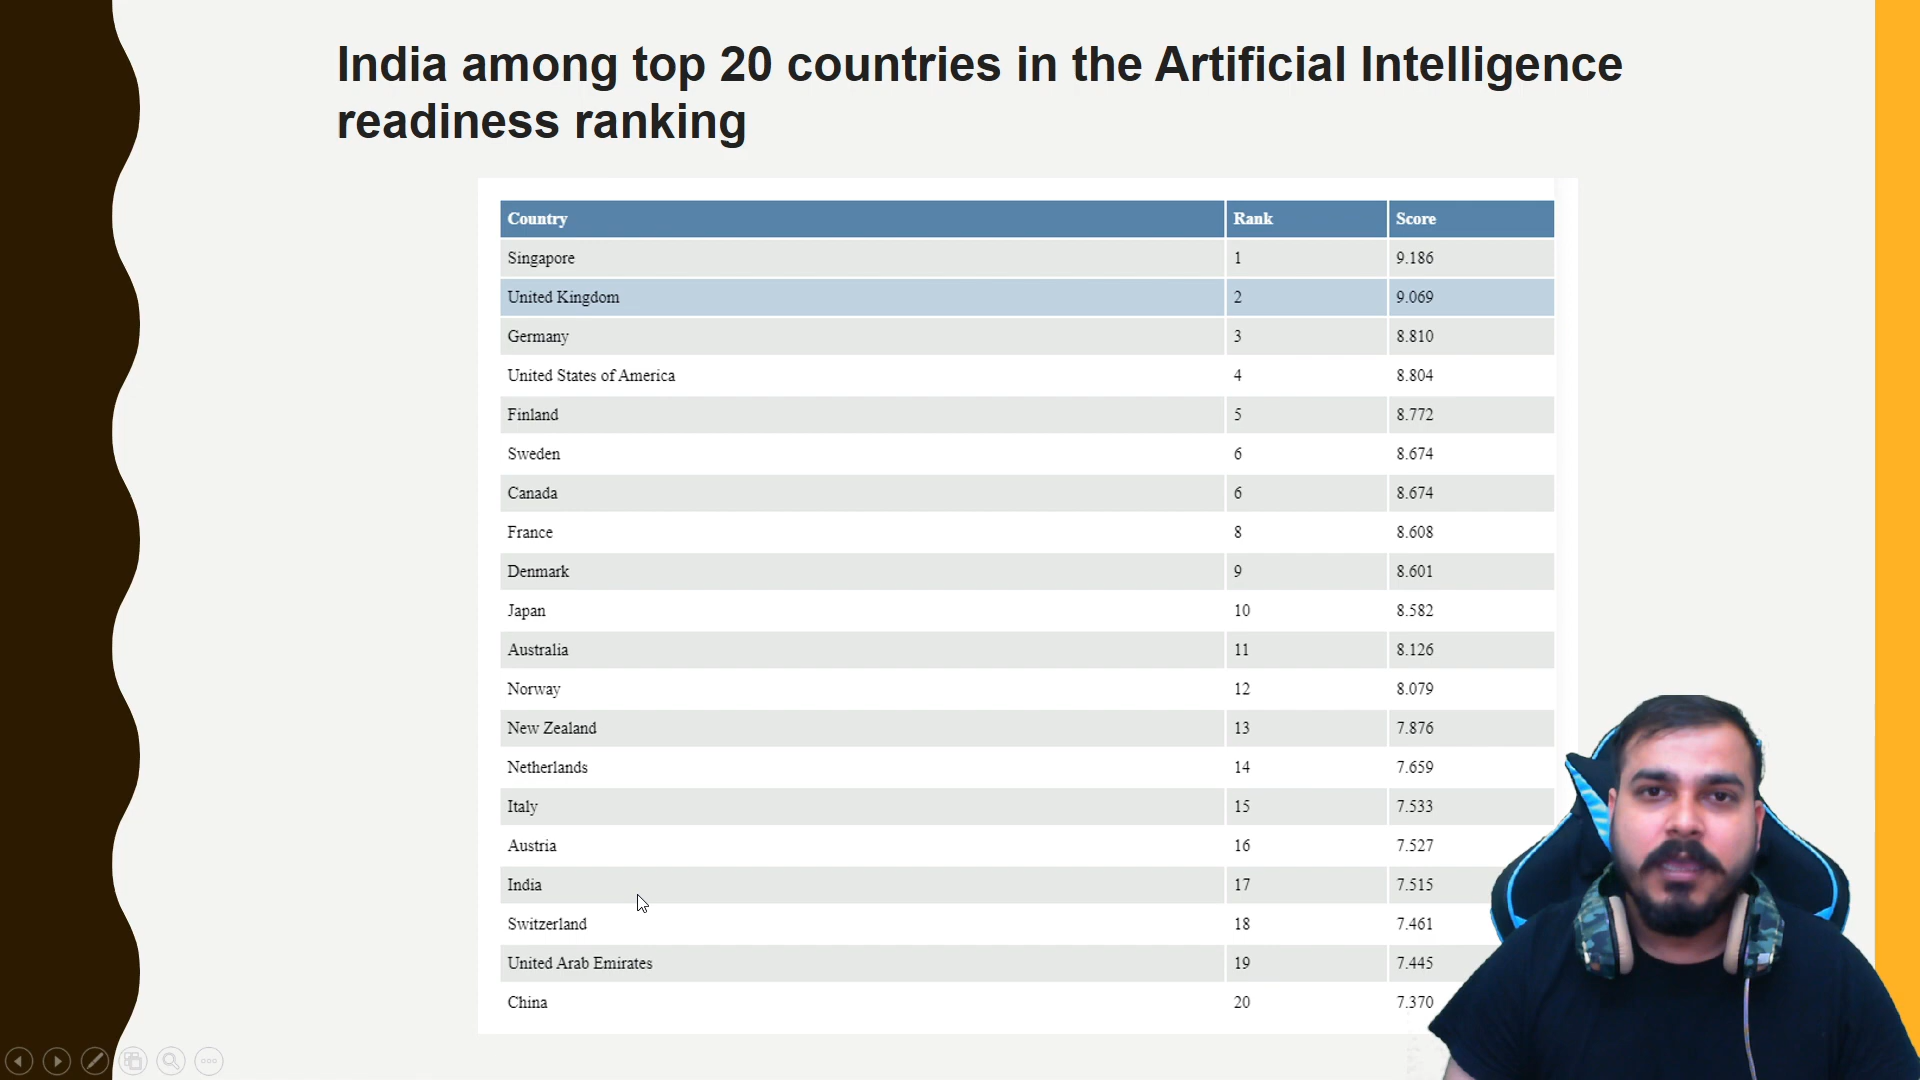 India among top 20 countries in the Artificial Intelligence
readiness ranking
Country Rank Score
Singapore 1 9.186
United Kingdom 2 9.069
Germany 3 8.810
United States of America 4 8.804
Finland 5 8.772
Sweden 6 8.674
Canada 6 8.674
France 8 8.608
Denmark 9 8.601
Japan 10 8.582
Australia 11 8.126
Norway 12 8.079
New Zealand 13 7.876
Netherlands 14 7.659
Italy 15 7.533
Austria 16 7.527
India 17 7.515
Switzerland 18 7.461
United Arab Emirates 19 7.445
China 20 7.370